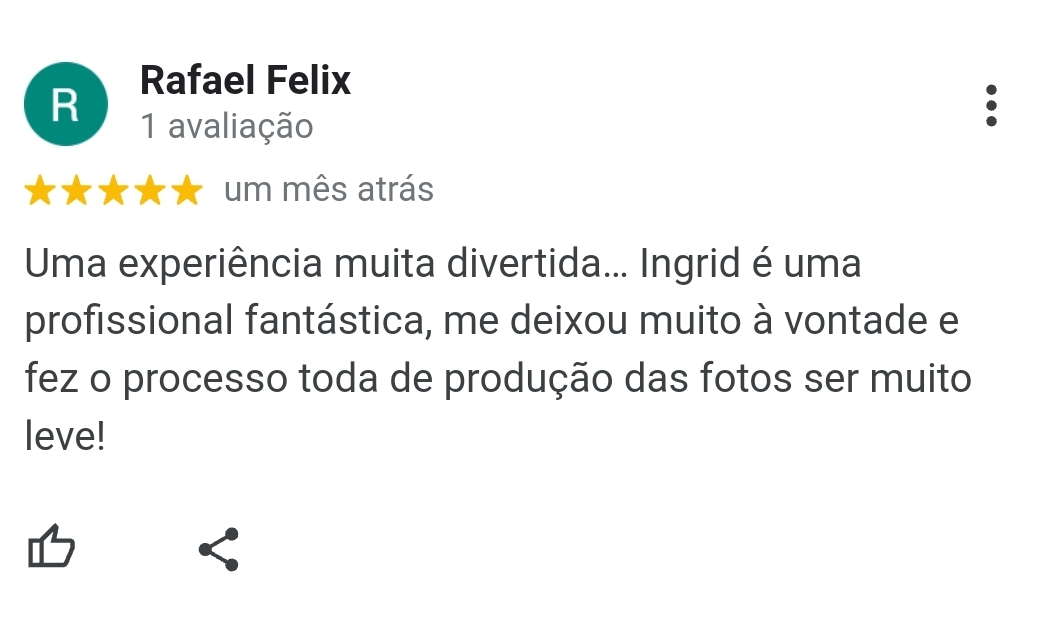 R
Rafael Felix
1 avaliação
um mês atrás
Uma experiência muita divertida... Ingrid é uma
profissional fantástica, me deixou muito à vontade e
fez o processo toda de produção das fotos ser muito
leve!